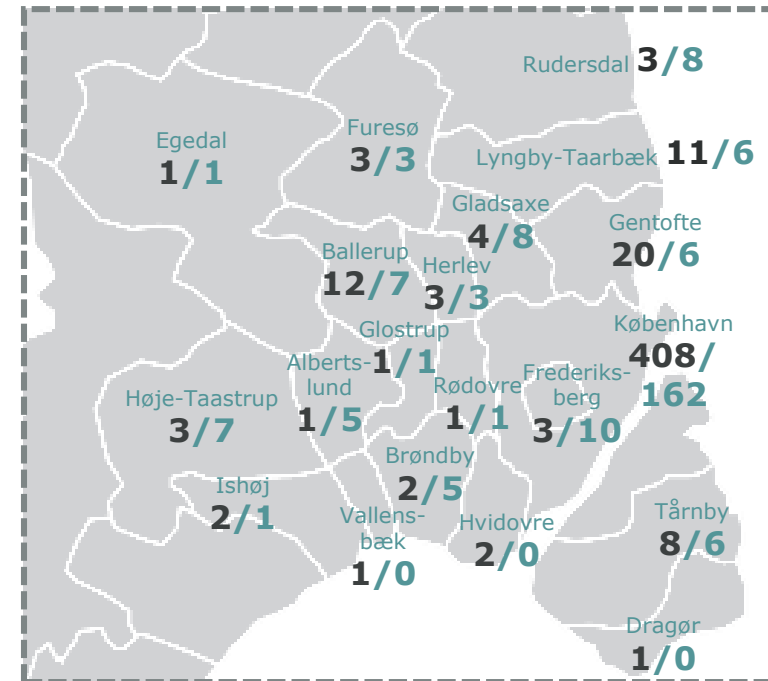 Rudersdal 3/8
Egedal
1/1
Furesø
3/3
Lyngby-Taarbæk 11/6
Gladsaxe
4/8
Gentofte
20/6
Ballerup
12/7
Herlev
3/3
København
408/
162
Glostrup
1/1
Alberts-
lund
1/5
Rødovre
1/1
Frederiks-
berg
3/10
Høje-Taastrup
3/7
Brøndby
2/5
Ishøj
2/1
Vallens-
bæk
1/0
Hvidovre
2/0
Tårnby
8/6
Dragør
1/0